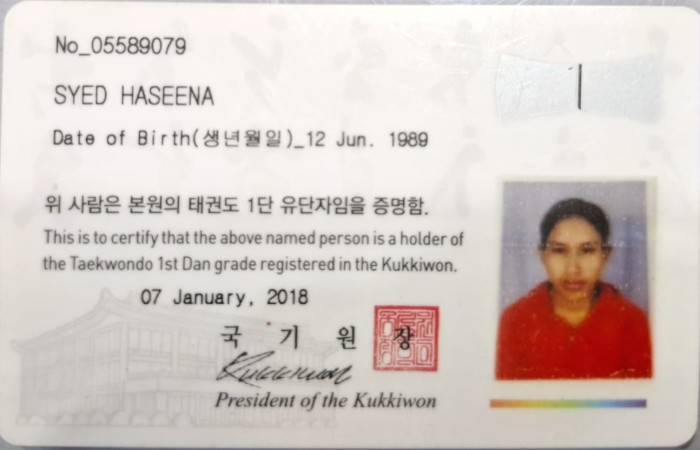 No_05589079
SYED HASEENA
Date of Birth(생년월일)_12 Jun. 1989
위 사람은 본원의 태권도 1단 유단자임을 증명함.
This is to certify that the above named person is a holder of
the Taekwondo 1st Dan grade registered in the Kukkiwon.
07 January, 2018
국 기 원 장
Kukkiwon
President of the Kukkiwon